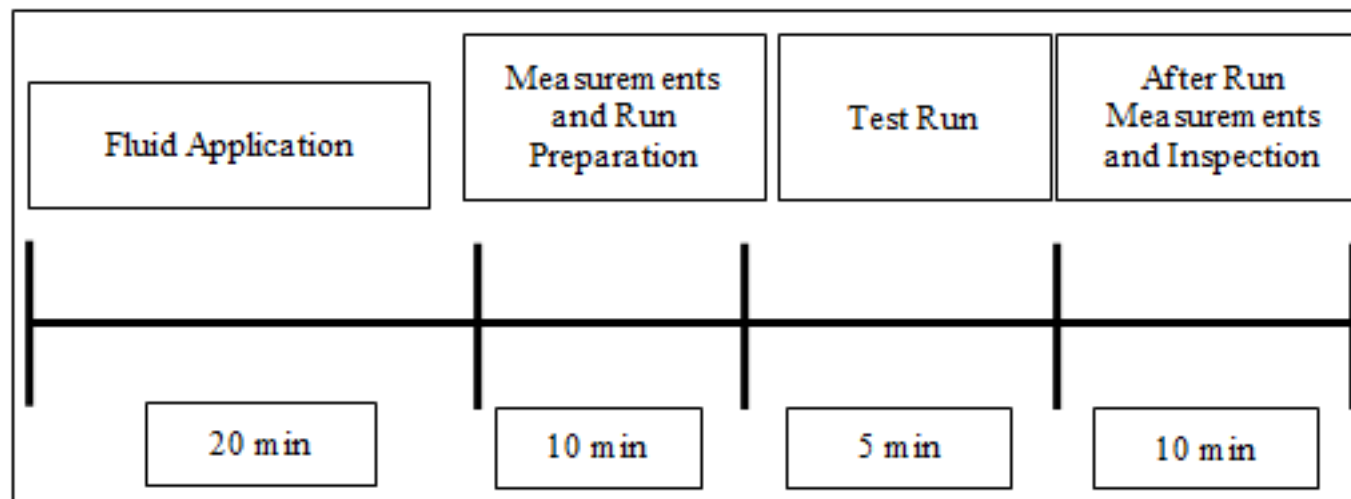 Fluid Application
Measurements
and Run
Preparation
Test Run
After Run
Measurements
and Inspection
20 min
10 min
5 min
10 min